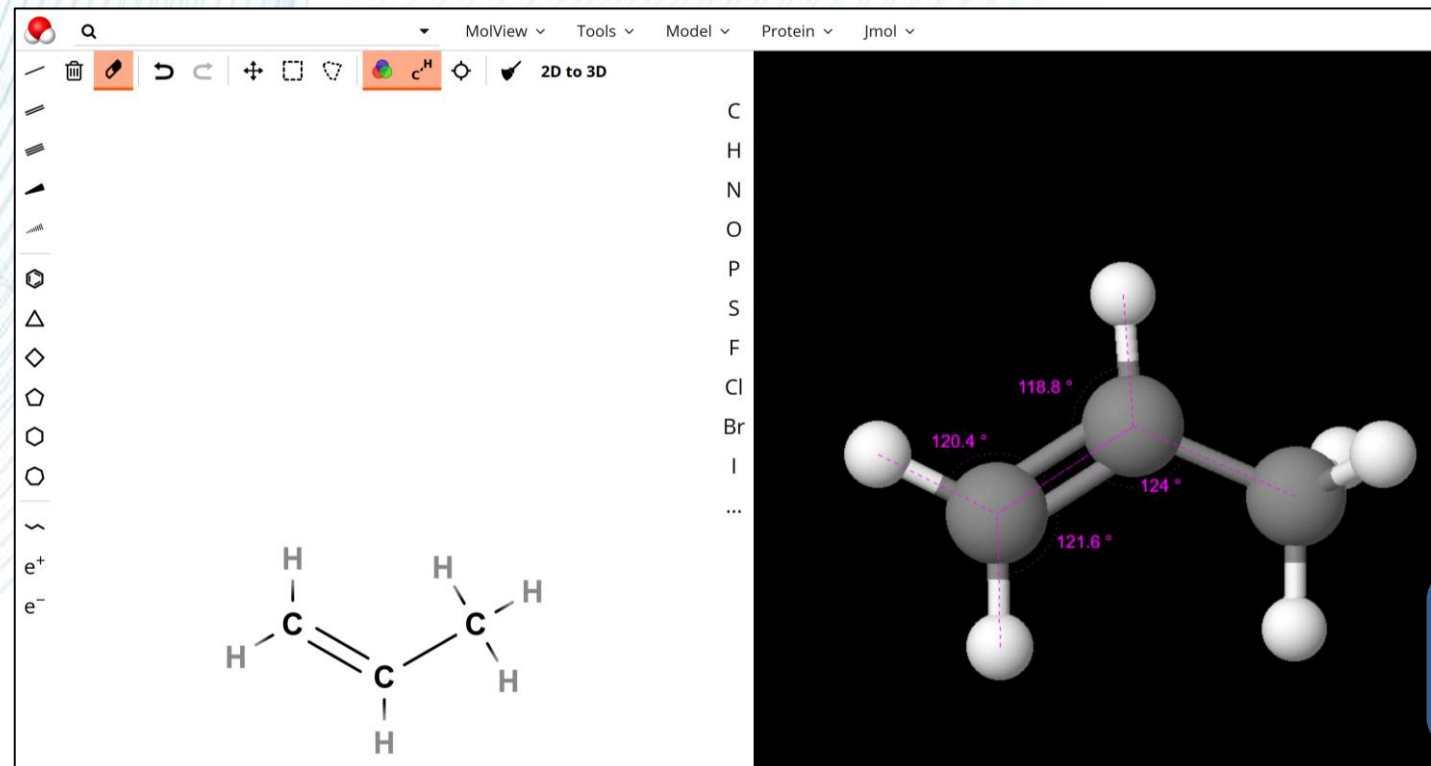 MolView Tools Model Protein Jmol
2D to 3D
C
H
N
O
P
S
F
Cl
Br
I
...
e+
e−
H
H
H
H
C
C
H
H
C
H
118.8 °
120.4 °
124 °
121.6 °